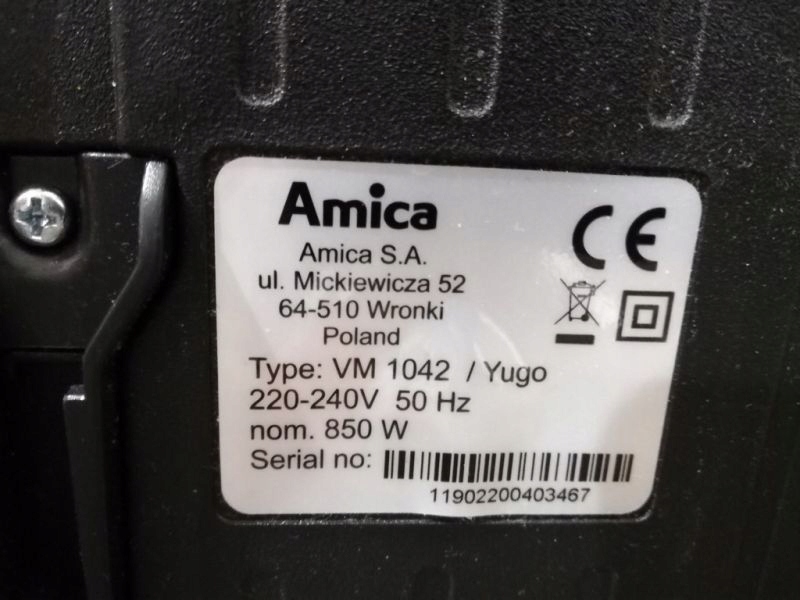 Amica
Amica S.A.
ul. Mickiewicza 52
64-510 Wronki
Poland
CE
Type: VM 1042 / Yugo
220-240V 50 Hz
nom. 850 W
Serial no:
11902200403467